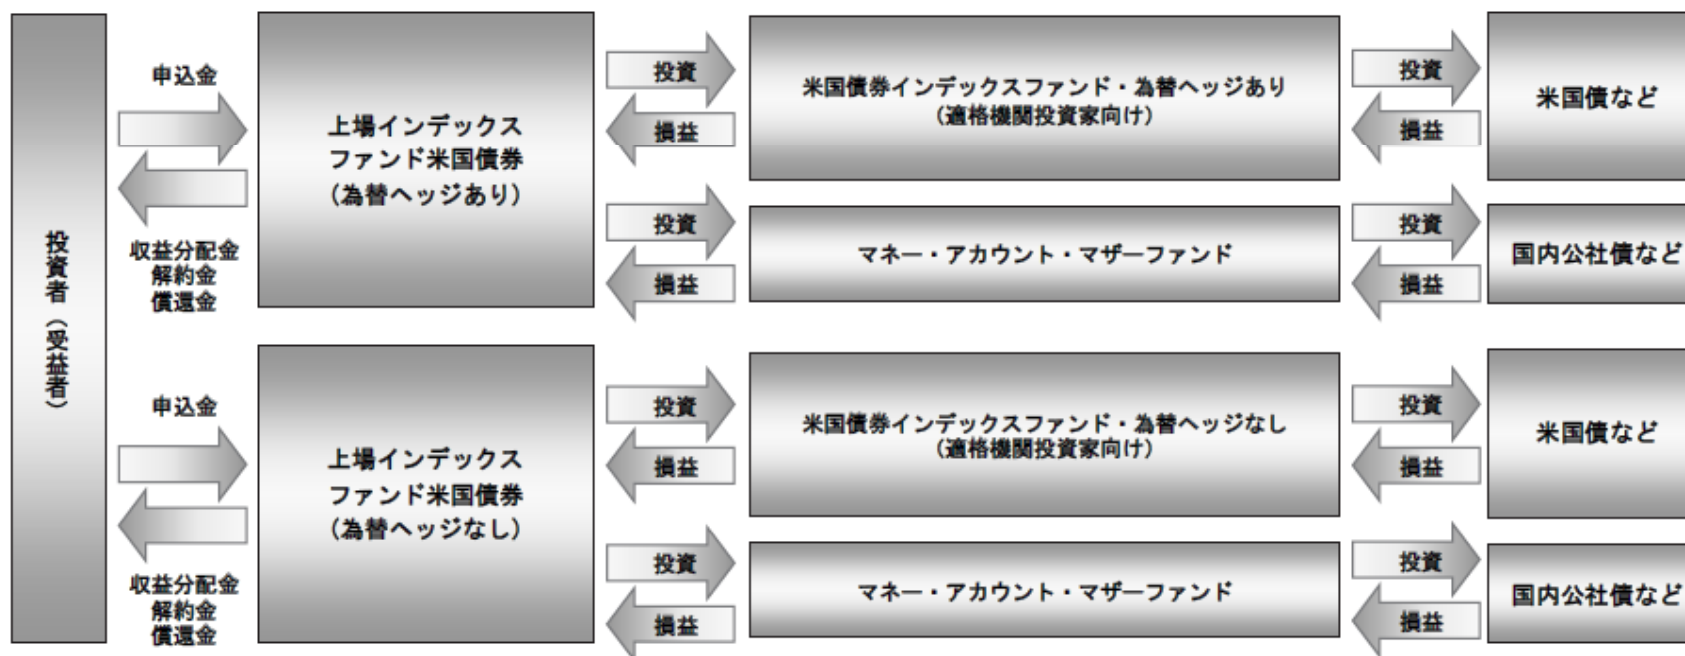 投資者（受益者）
申込金
収益分配金
解約金
償還金
上場インデックス
ファンド米国債券
（為替ヘッジあり）
投資
損益
米国債券インデックスファンド・為替ヘッジあり
（適格機関投資家向け）
投資
損益
米国債など
投資
損益
マネー・アカウント・マザーファンド
投資
損益
国内公社債など
申込金
収益分配金
解約金
償還金
上場インデックス
ファンド米国債券
（為替ヘッジなし）
投資
損益
米国債券インデックスファンド・為替ヘッジなし
（適格機関投資家向け）
投資
損益
米国債など
投資
損益
マネー・アカウント・マザーファンド
投資
損益
国内公社債など